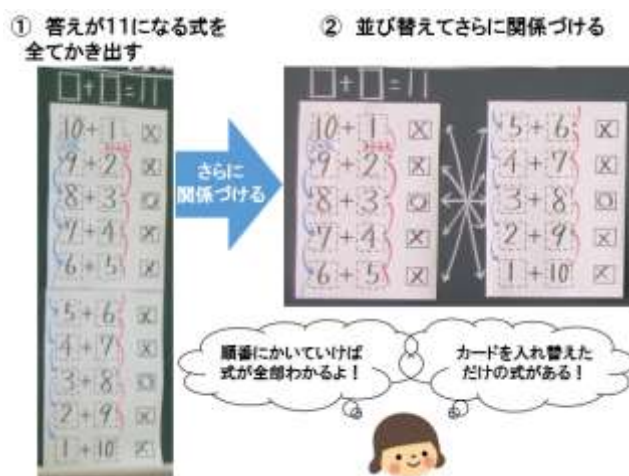 ① 答えが11になる式を
全てかき出す
② 並び替えてさらに関係づける
□+□=11
10+1 ☒
9+2 ☒
8+3 ○
7+4 ☒
6+5 ☒
5+6 ☒
4+7 ☒
3+8 ○
2+9 ☒
1+10 ☒
さらに
関係づける
□+□=11
10+1 ☒
9+2 ☒
8+3 ○
7+4 ☒
6+5 ☒
5+6 ☒
4+7 ☒
3+8 ○
2+9 ☒
1+10 ☒
順番にかいていけば
式が全部わかるよ！
カードを入れ替えた
だけの式がある！